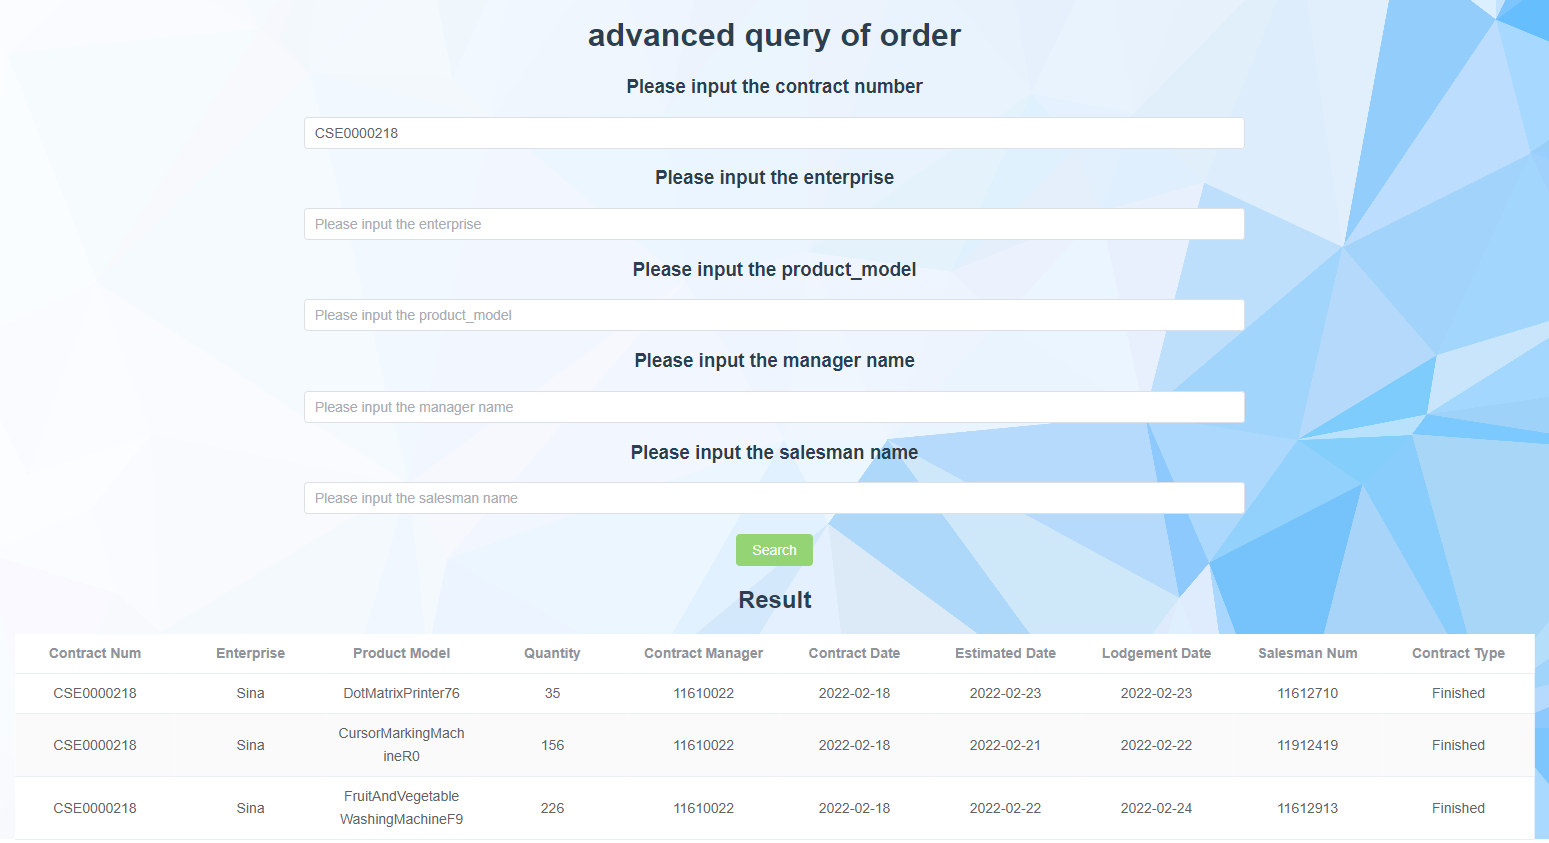 advanced query of order
Please input the contract number
CSE0000218
Please input the enterprise
Please input the enterprise
Please input the product_model
Please input the product_model
Please input the manager name
Please input the manager name
Please input the salesman name
Please input the salesman name
Search
Result
Contract Num Enterprise Product Model Quantity Contract Manager Contract Date Estimated Date Lodgement Date Salesman Num Contract Type
CSE0000218 Sina DotMatrixPrinter76 35 11610022 2022-02-18 2022-02-23 2022-02-23 11612710 Finished
CursorMarkingMach
CSE0000218 Sina 156 11610022 2022-02-18 2022-02-21 2022-02-22 11912419 Finished
ineR0
FruitAndVegetable
CSE0000218 Sina 226 11610022 2022-02-18 2022-02-22 2022-02-24 11612913 Finished
WashingMachineF9